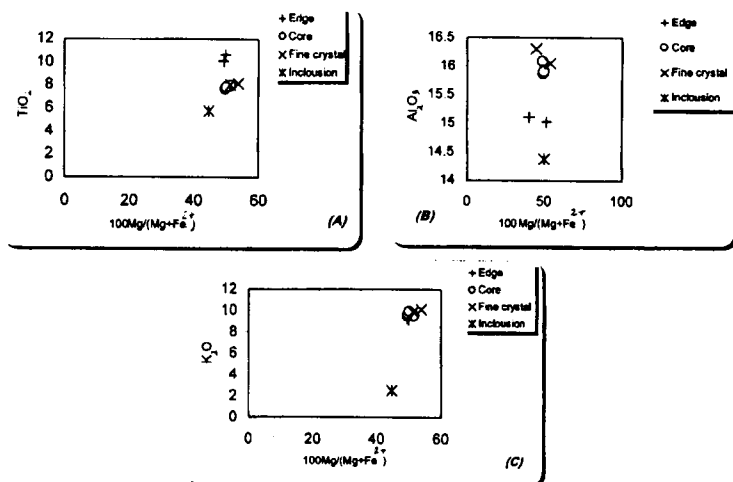 + Erige
o Core
× Fine crystal
ж Inclousion
TiO2
12
10
8
6
4
2
0
0 20 40 60
100Mg/(Mg+Fe2+)
(A)
+ Edge
o Core
× Fine crystal
ж Inclousion
Al2O3
16.5
16
15.5
15
14.5
14
0 50 100
100Mg/(Mg+Fe2+)
(B)
+ Edge
o Core
× Fine crystal
ж Inclousion
K2O
12
10
8
6
4
2
0
0 20 40 60
100Mg/(Mg+Fe2+)
(C)